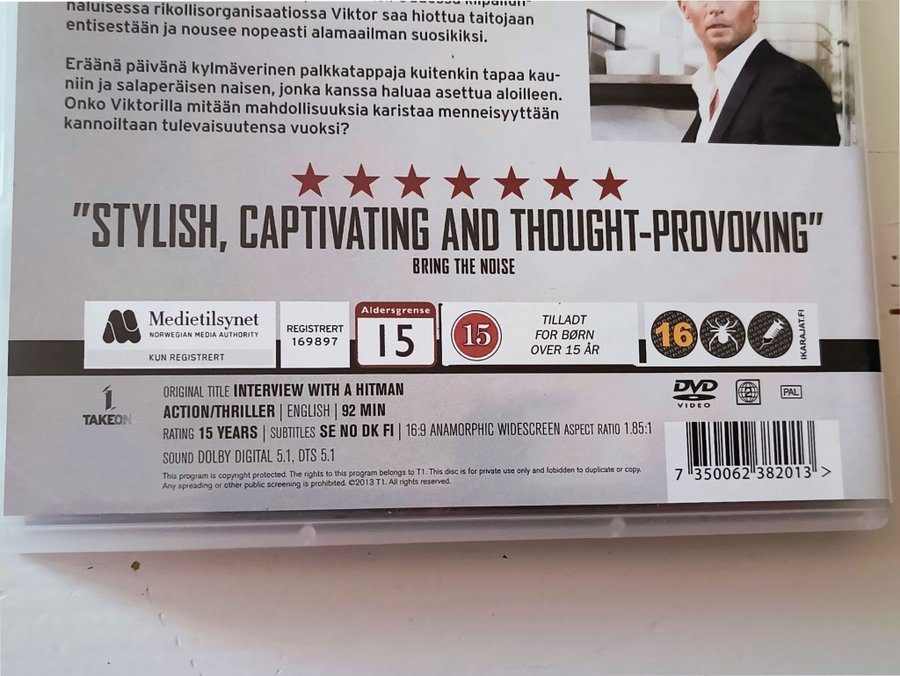 haluisessa rikollisorganisaatiossa Viktor saa hiottua taitojaan
entisestään ja nousee nopeasti alamaailman suosikiksi.
Eräänä päivänä kylmäverinen palkkatappaja kuitenkin tapaa kau-
niin ja salaperäisen naisen, jonka kanssa haluaa asettua aloilleen.
Onko Viktorilla mitään mahdollisuuksia karistaa menneisyyttään
kannoiltaan tulevaisuutensa vuoksi?
"STYLISH, CAPTIVATING AND THOUGHT-PROVOKING"
BRING THE NOISE
Medietilsynet
NORWEGIAN MEDIA AUTHORITY
KUN REGISTRERT
REGISTRERT
169897
Aldersgrense
15
15
TILLADT
FOR BØRN
OVER 15 ÅR
16
IKARAJAT.FI
1
TAKEON
ORIGINAL TITLE INTERVIEW WITH A HITMAN
ACTION/THRILLER | ENGLISH | 92 MIN
RATING 15 YEARS | SUBTITLES SE NO DK FI | 16:9 ANAMORPHIC WIDESCREEN ASPECT RATIO 1.85:1
SOUND DOLBY DIGITAL 5.1, DTS 5.1
This program is copyright protected. The rights to this program belongs to T1. This disc is for private use only and fobidden to duplicate or copy.
Any spreading or other public screening is prohibited. ©2013 T1. All rights reserved.
DVD
VIDEO
2
PAL
7 350062 382013 >